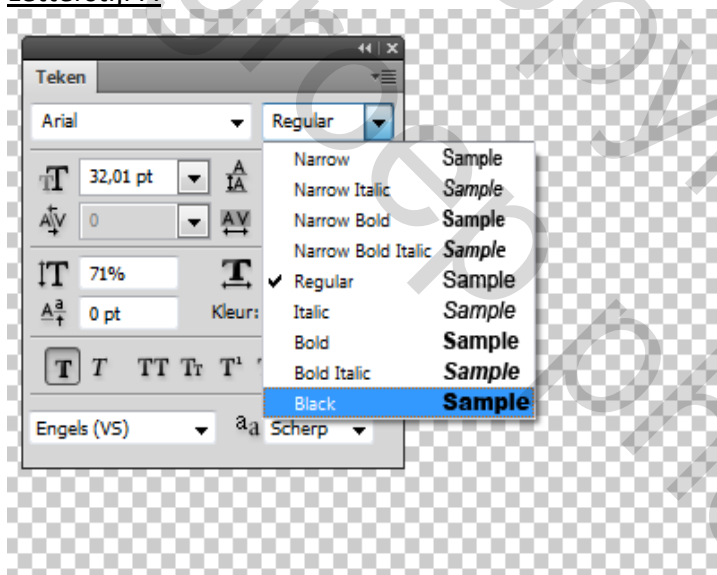 Teken
Arial Regular
Narrow Sample
32,01 pt Narrow Italic Sample
0 Narrow Bold Sample
Narrow Bold Italic Sample
71% Regular Sample
0 pt Kleur: Italic Sample
Bold Sample
Bold Italic Sample
Black Sample
Engels (VS) Scherp